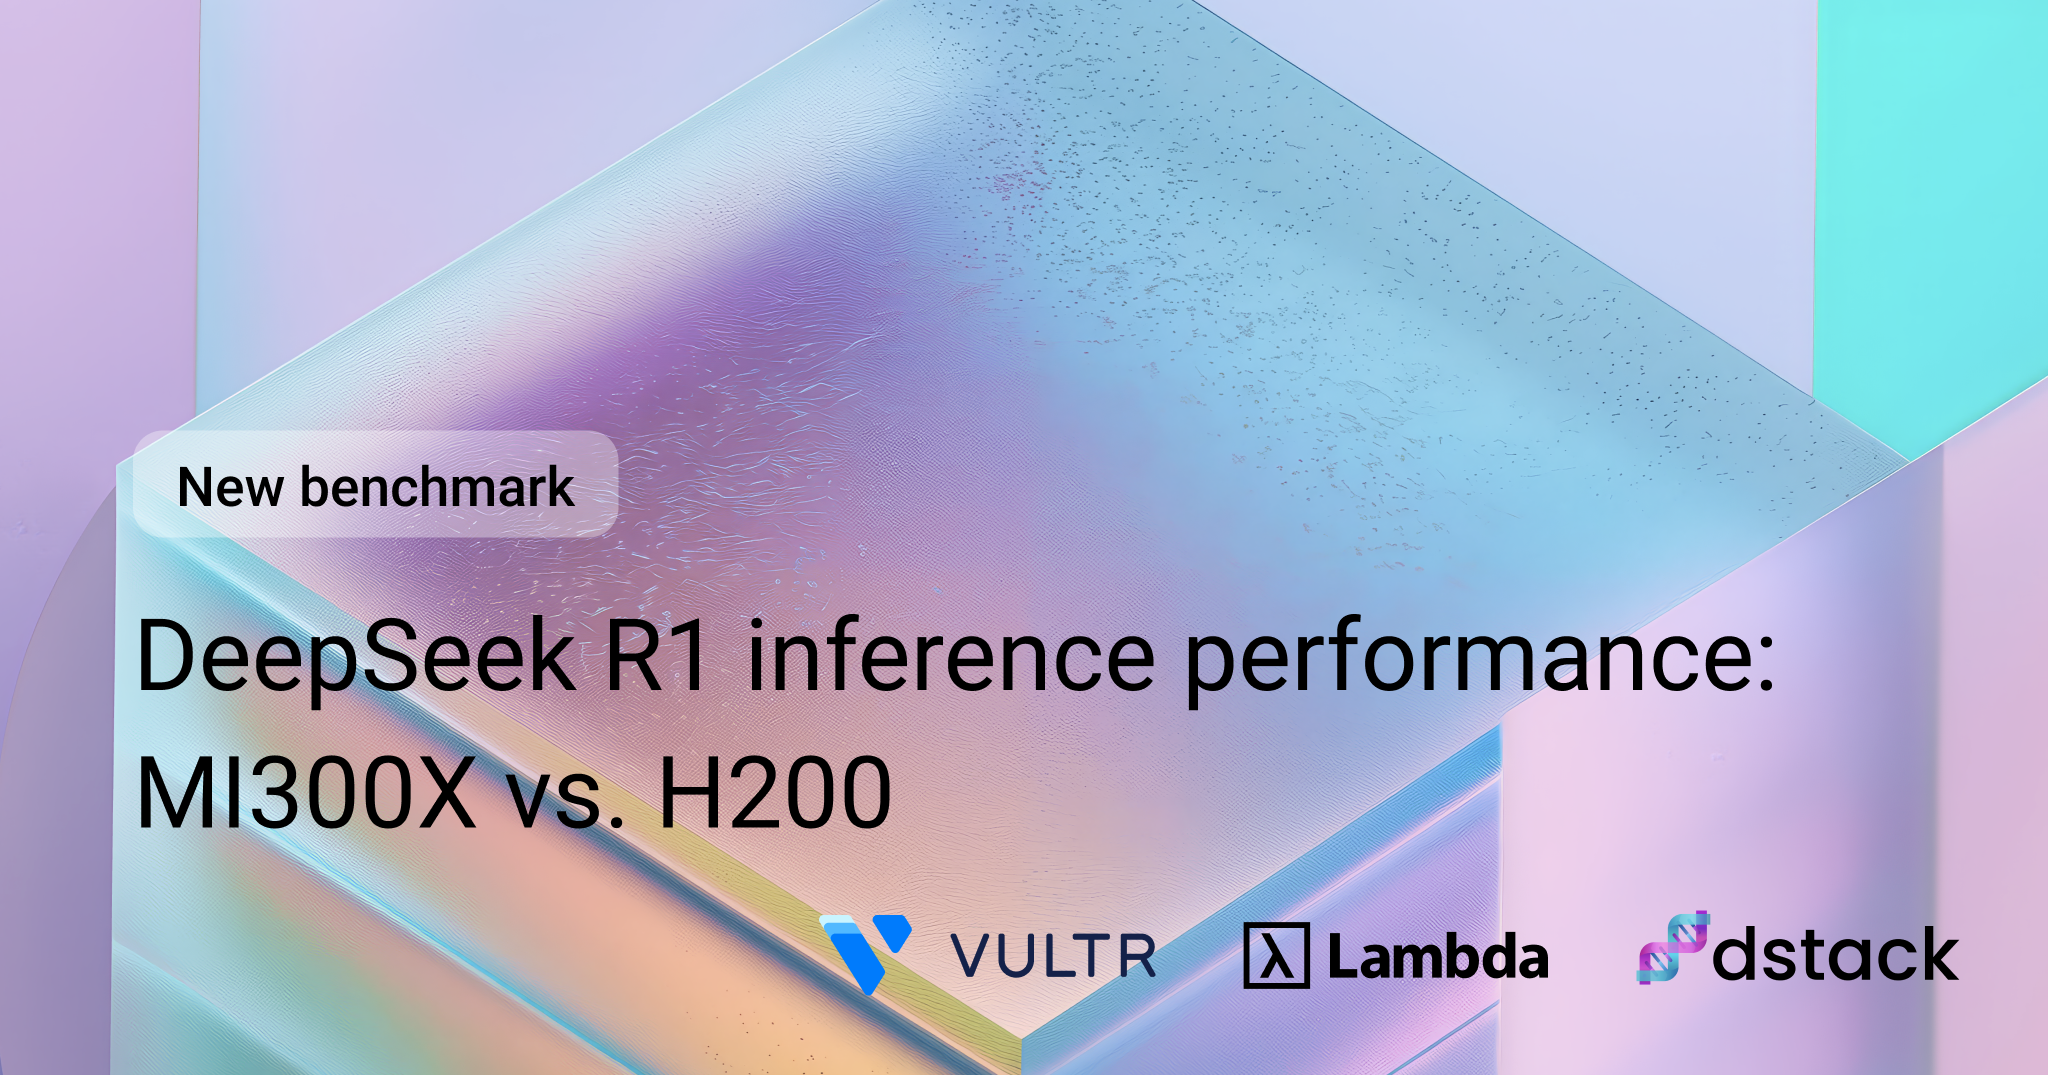 New benchmark
DeepSeek R1 inference performance:
MI300X vs. H200
VULTR
λ Lambda
dstack